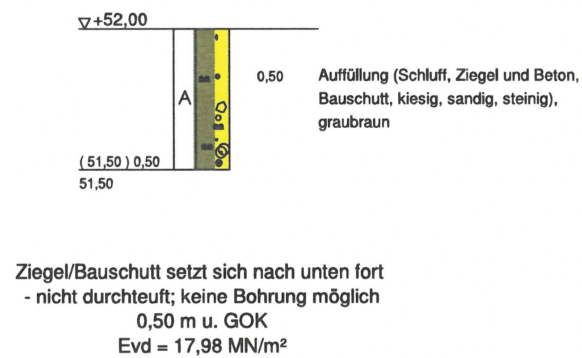 +52,00
0,50
Auffüllung (Schluff, Ziegel und Beton,
Bauschutt, kiesig, sandig, steinig),
graubraun
A
(51,50) 0,50
51,50
Ziegel/Bauschutt setzt sich nach unten fort
- nicht durchteuft; keine Bohrung möglich
0,50 m u. GOK
Evd = 17,98 MN/m²